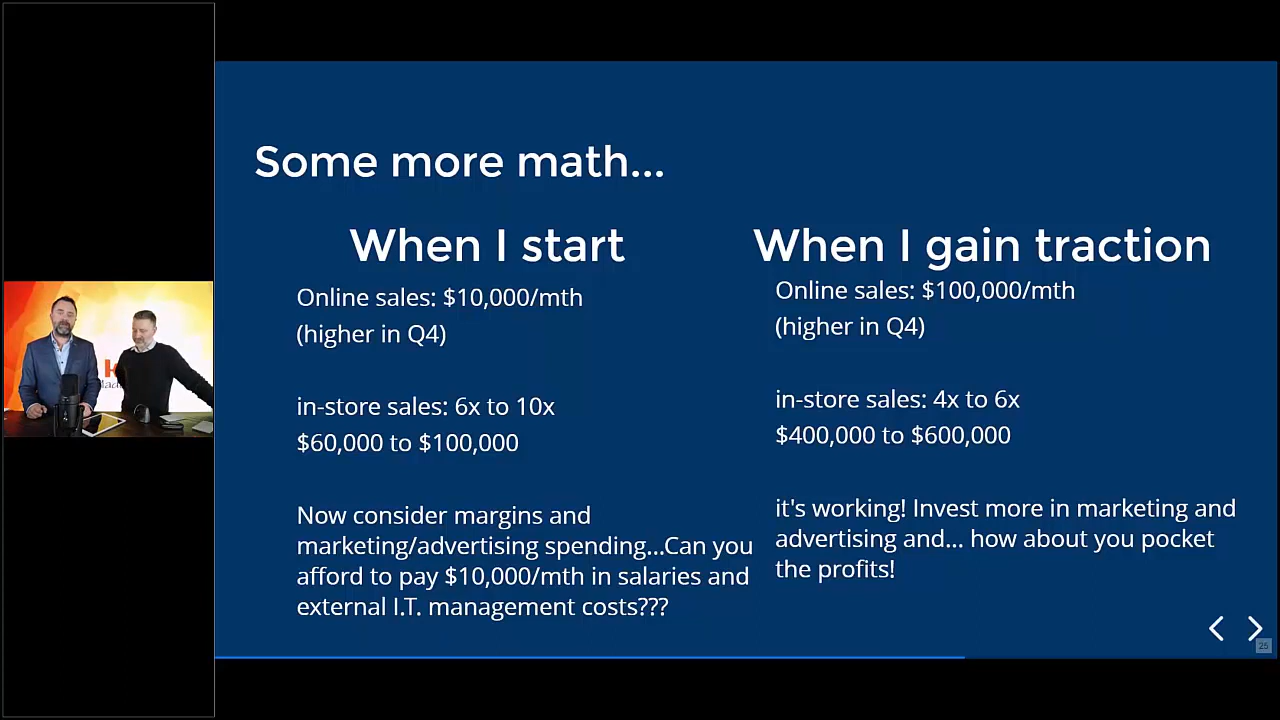 Some more math...
When I start
Online sales: $10,000/mth
(higher in Q4)
in-store sales: 6x to 10x
$60,000 to $100,000
Now consider margins and
marketing/advertising spending...Can you
afford to pay $10,000/mth in salaries and
external I.T. management costs???
When I gain traction
Online sales: $100,000/mth
(higher in Q4)
in-store sales: 4x to 6x
$400,000 to $600,000
it's working! Invest more in marketing and
advertising and... how about you pocket
the profits!
25